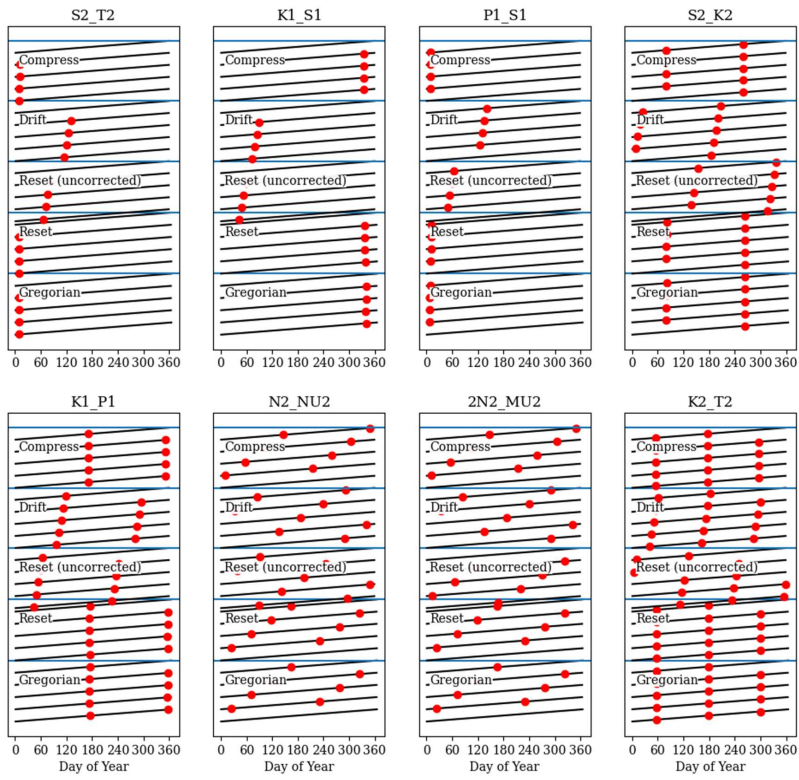 S2_T2 K1_S1 P1_S1 S2_K2
Compress Compress Compress Compress
Drift Drift Drift Drift
Reset (uncorrected) Reset (uncorrected) Reset (uncorrected) Reset (uncorrected)
Reset Reset Reset Reset
Gregorian Gregorian Gregorian Gregorian
0 60 120 180 240 300 360 0 60 120 180 240 300 360 0 60 120 180 240 300 360 0 60 120 180 240 300 360
K1_P1 N2_NU2 2N2_MU2 K2_T2
Compress Compress Compress Compress
Drift Drift Drift Drift
Reset (uncorrected) Reset (uncorrected) Reset (uncorrected) Reset (uncorrected)
Reset Reset Reset Reset
Gregorian Gregorian Gregorian Gregorian
0 60 120 180 240 300 360 0 60 120 180 240 300 360 0 60 120 180 240 300 360 0 60 120 180 240 300 360
Day of Year Day of Year Day of Year Day of Year